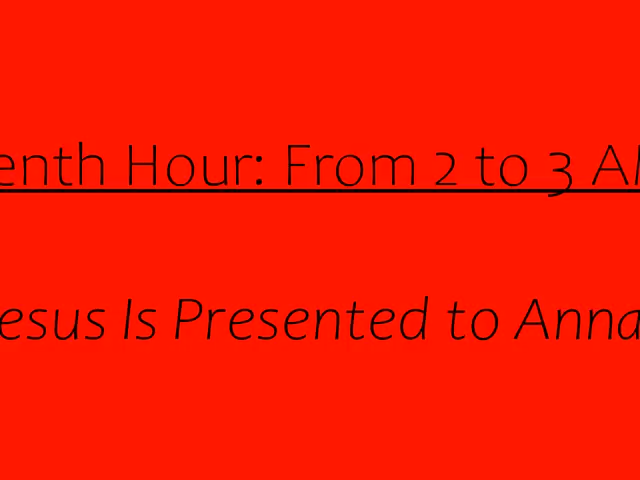 enth Hour: From 2 to 3 A
esus Is Presented to Anna